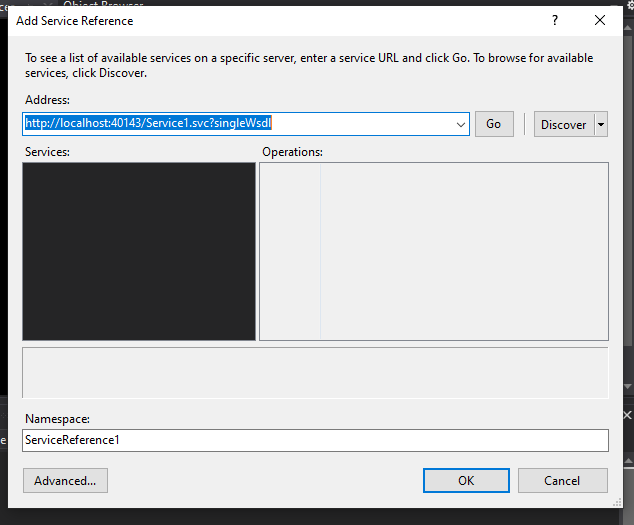 Object Browser
Add Service Reference
?
To see a list of available services on a specific server, enter a service URL and click Go. To browse for available
services, click Discover.
Address:
http://localhost:40143/Service1.svc?singleWsdl
Go
Discover
Services:
Operations:
Namespace:
ServiceReference1
Advanced...
OK
Cancel